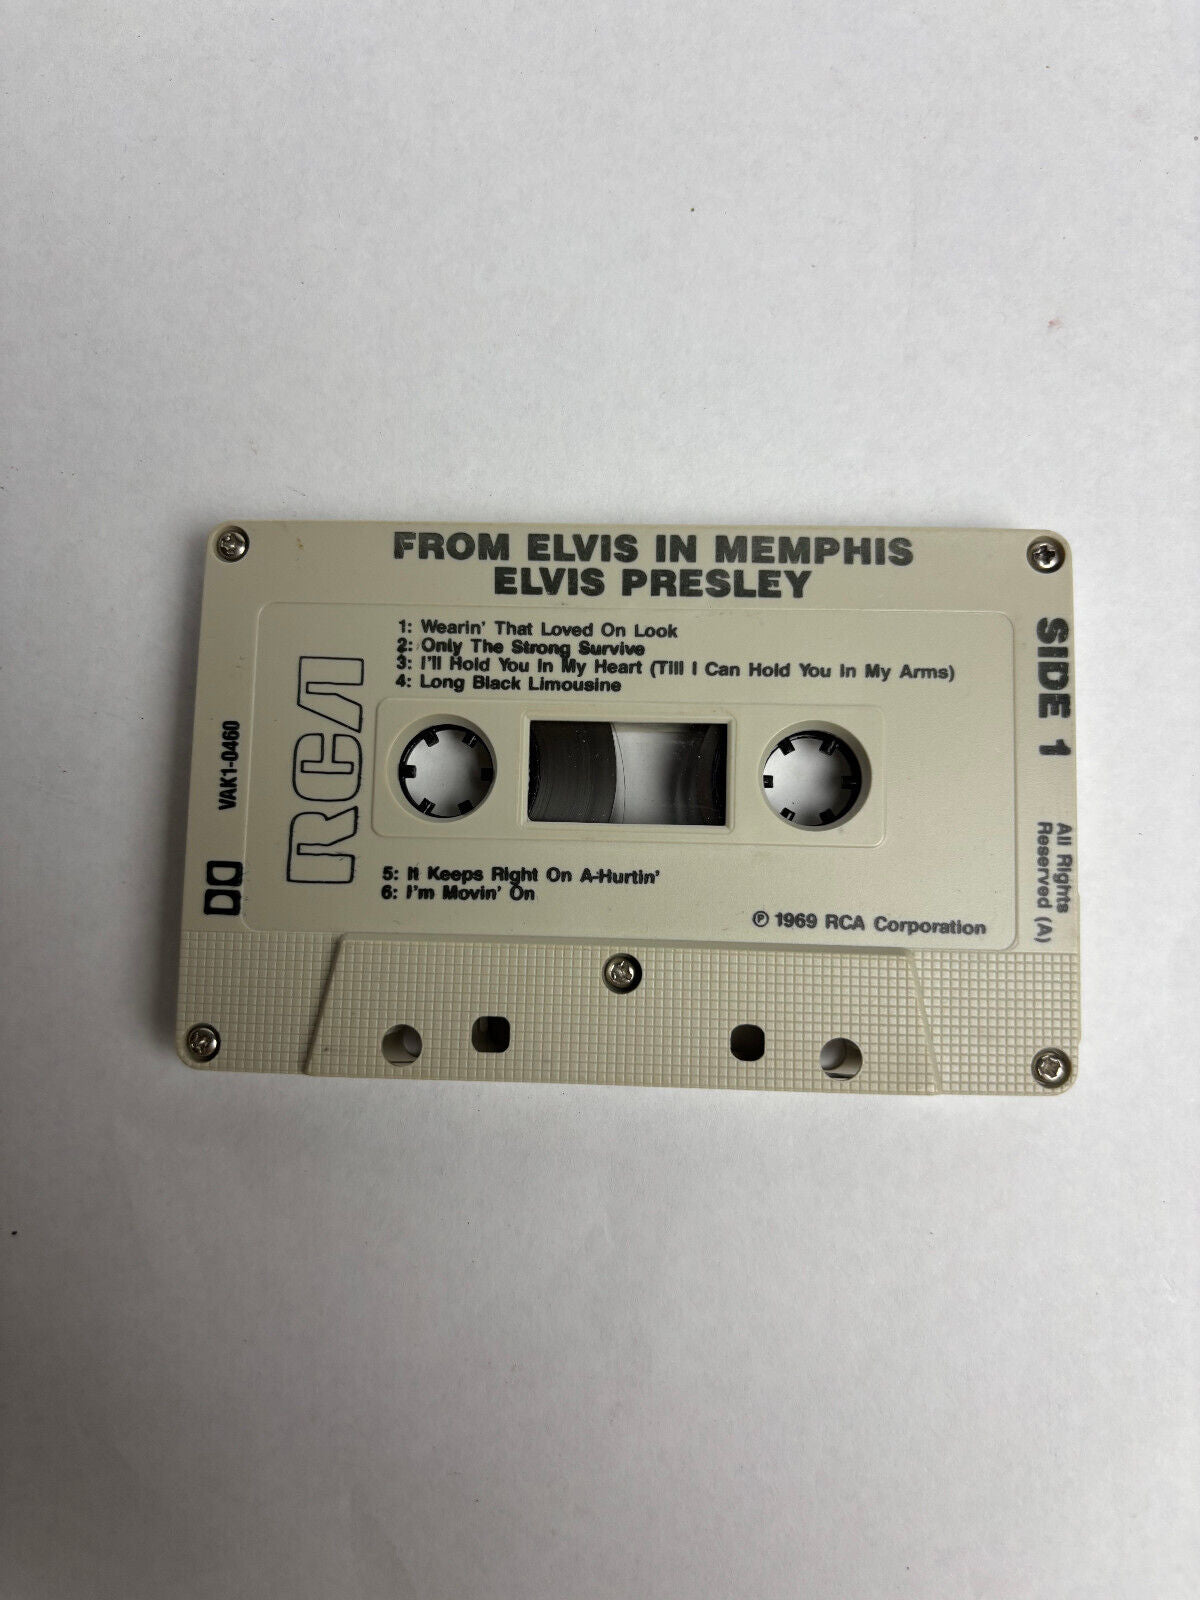 FROM ELVIS IN MEMPHIS
ELVIS PRESLEY
1: Wearin' That Loved On Look
2: Only The Strong Survive
3: I'll Hold You In My Heart (Till I Can Hold You In My Arms)
4: Long Black Limousine
RCA
VAK1-0460
SIDE 1
5: It Keeps Right On A-Hurtin'
6: I'm Movin' On
℗ 1969 RCA Corporation
All Rights
Reserved (A)